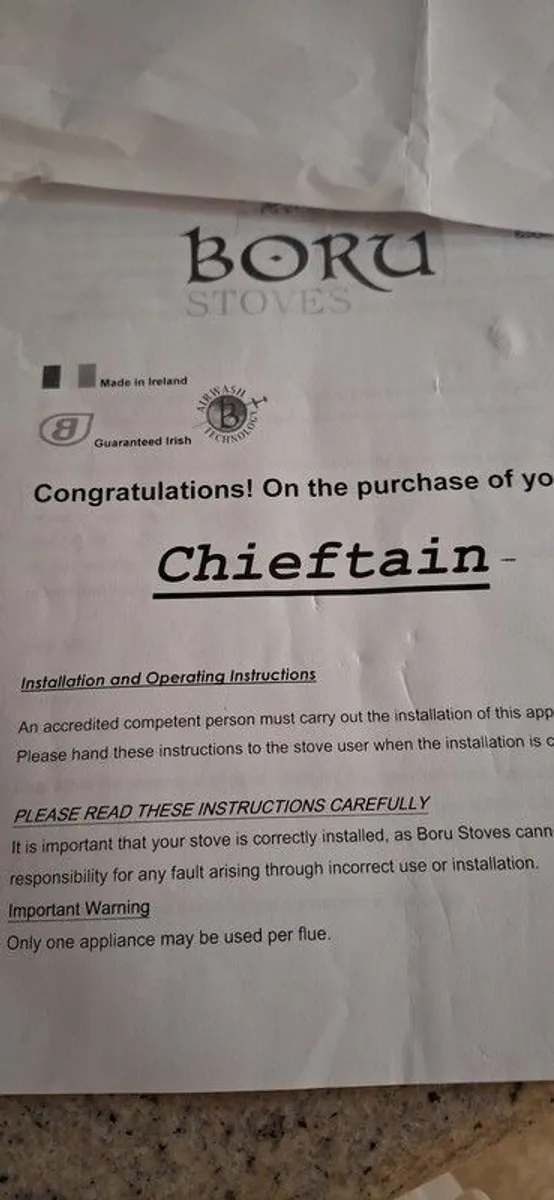 BORU
STOVES
Made in Ireland
AIRWASH
B
TECHNOLOGY
Guaranteed Irish
Congratulations! On the purchase of yo
Chieftain -
Installation and Operating Instructions
An accredited competent person must carry out the installation of this app
Please hand these instructions to the stove user when the installation is c
PLEASE READ THESE INSTRUCTIONS CAREFULLY
It is important that your stove is correctly installed, as Boru Stoves cann
responsibility for any fault arising through incorrect use or installation.
Important Warning
Only one appliance may be used per flue.